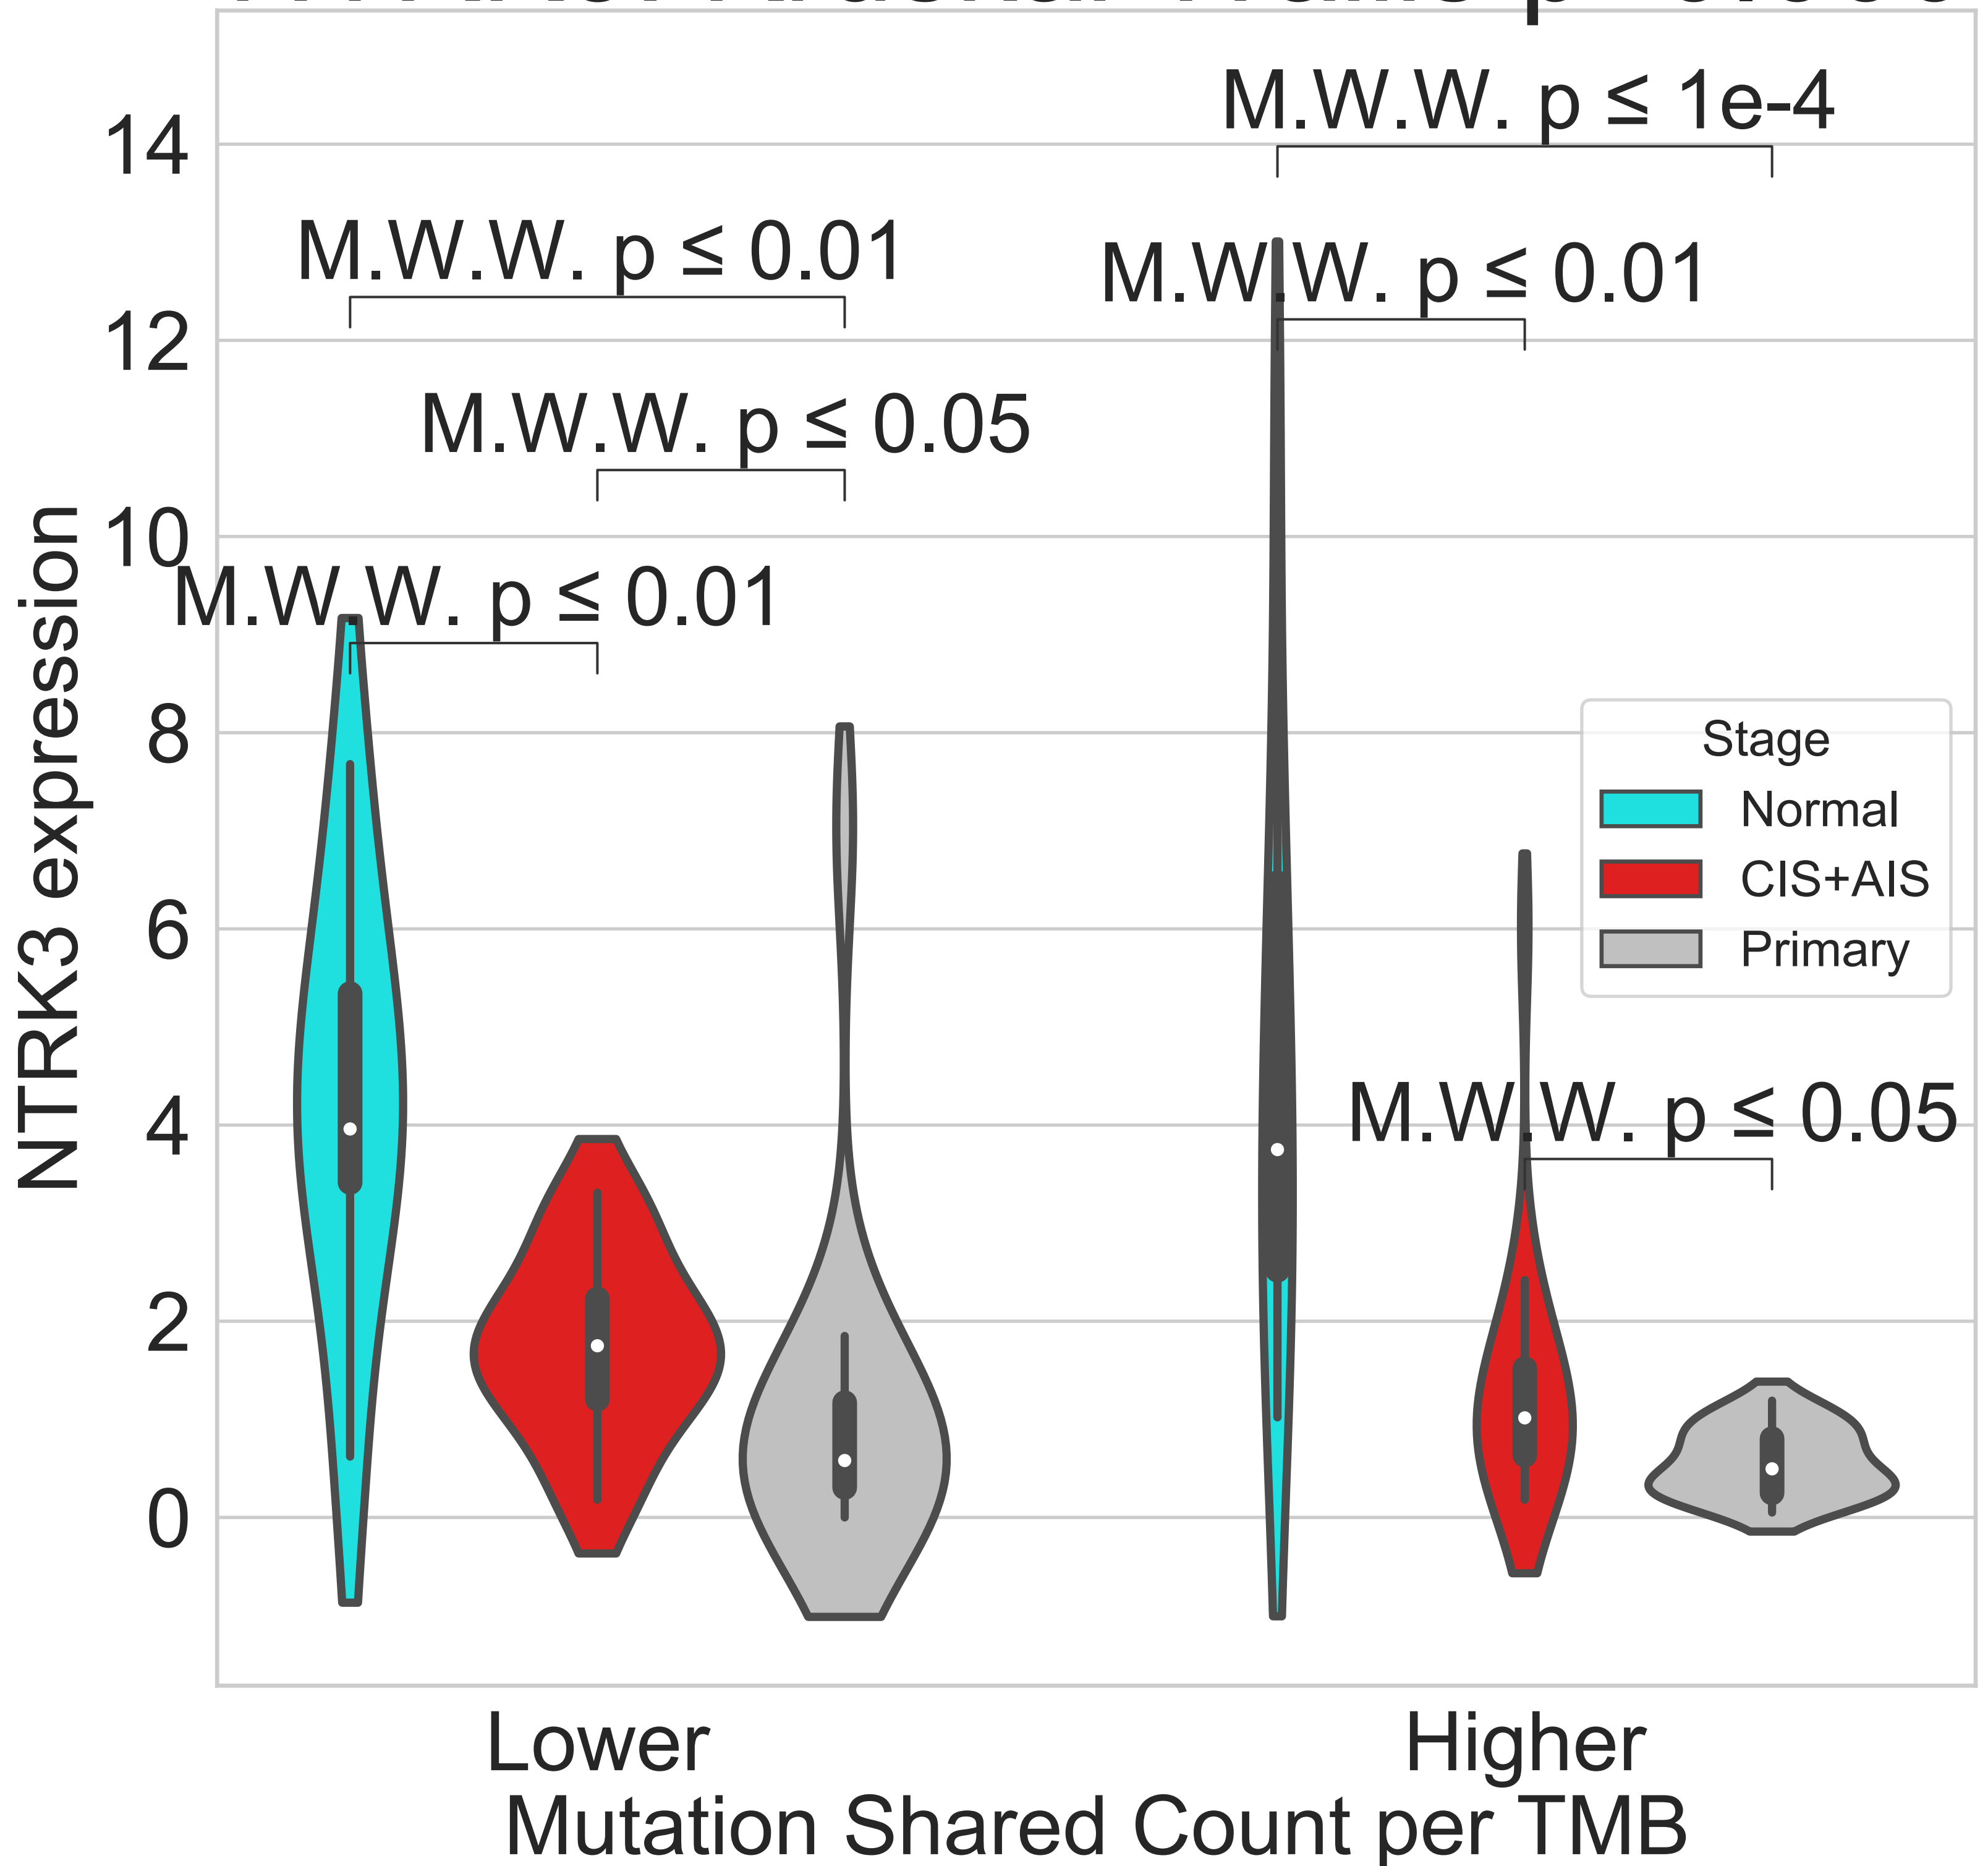 M.W.W. p ≤ 1e-4
14
M.W.W. p ≤ 0.01
M.W.W. p ≤ 0.01
12
M.W.W. p ≤ 0.05
10
M.W.W. p ≤ 0.01
NTRK3 expression
8
Stage
Normal
CIS+AIS
Primary
6
M.W.W. p ≤ 0.05
4
2
0
Lower
Higher
Mutation Shared Count per TMB